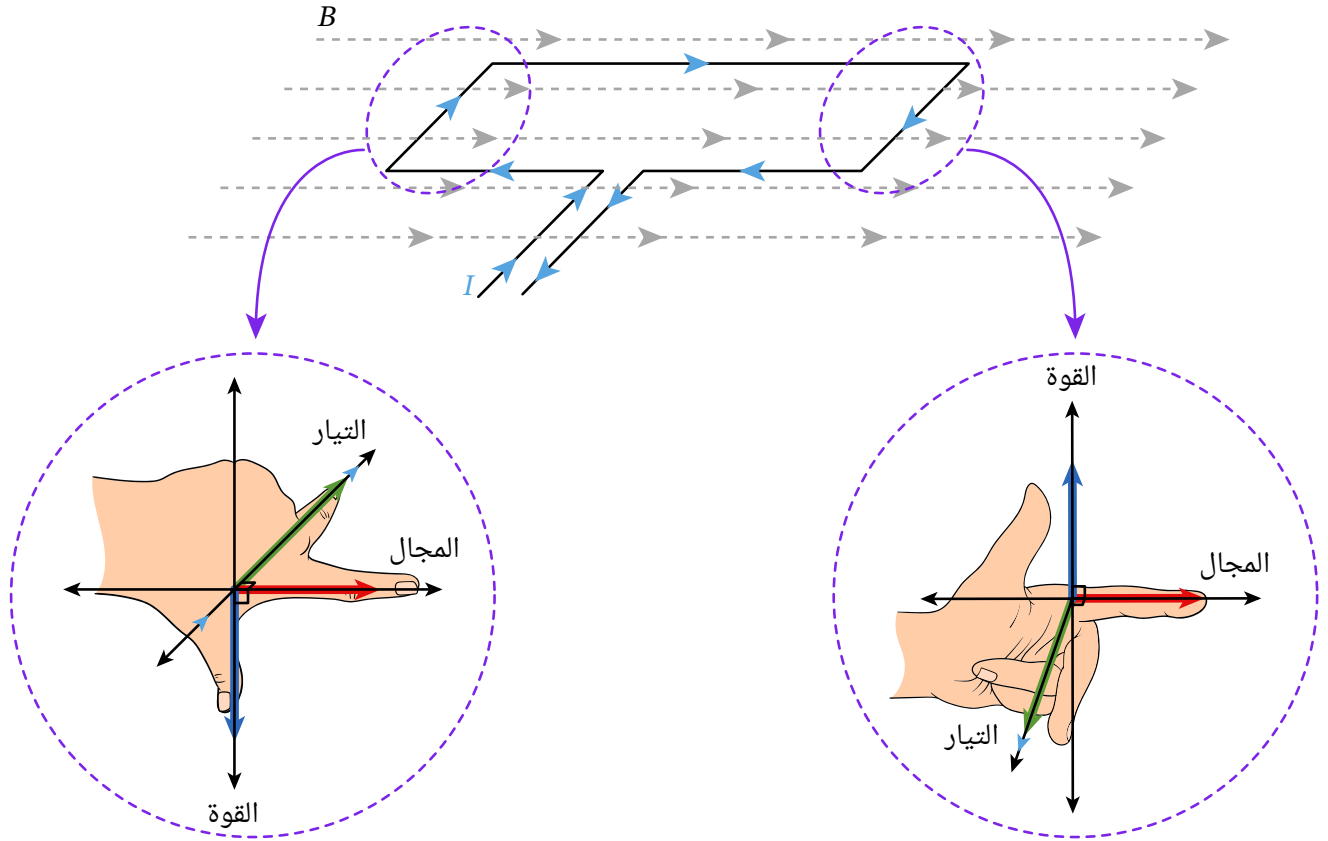 B
I
القوة
التيار
المجال
القوة
المجال
التيار